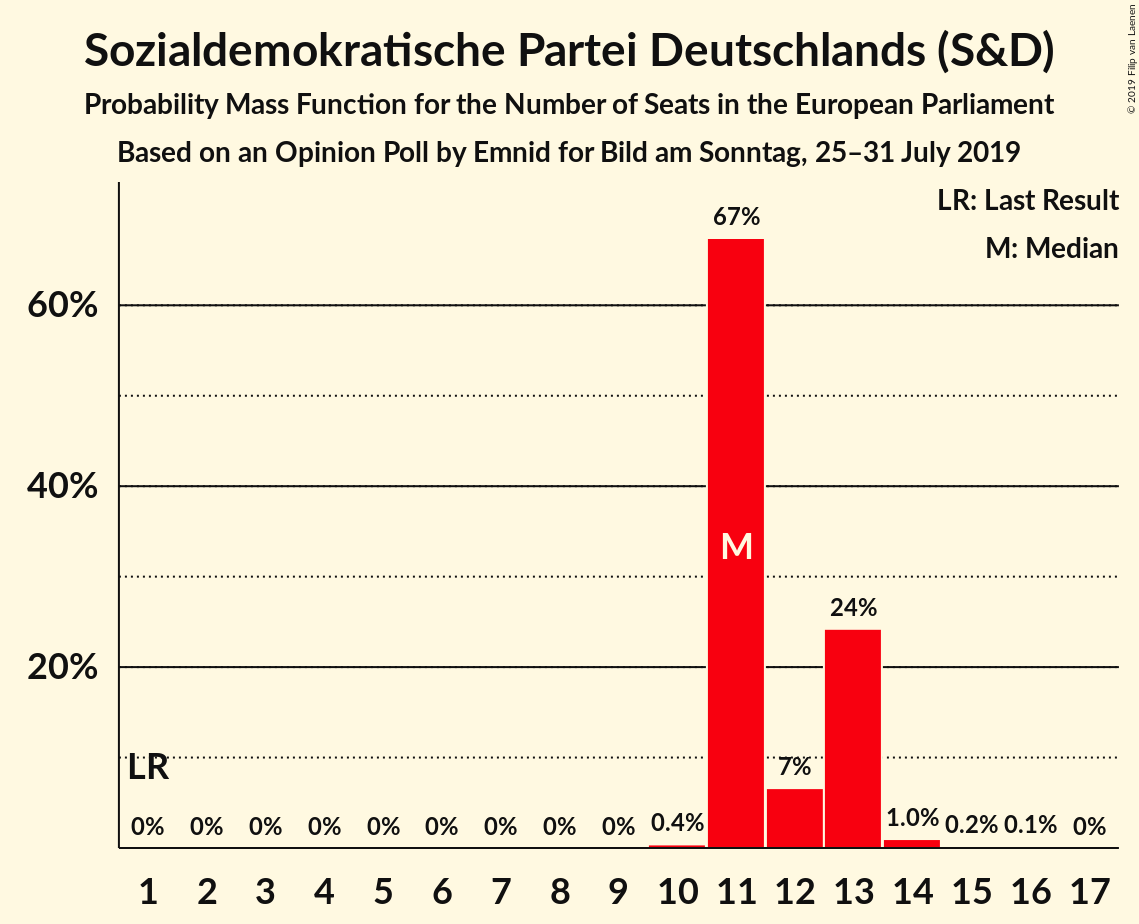 Sozialdemokratische Partei Deutschlands (S&D)
Probability Mass Function for the Number of Seats in the European Parliament
Based on an Opinion Poll by Emnid for Bild am Sonntag, 25–31 July 2019
© 2019 Filip van Laenen
LR: Last Result
M: Median
67%
60%
40%
M
24%
20%
LR
7%
0% 0% 0% 0% 0% 0% 0% 0% 0% 0.4% 1.0% 0.2% 0.1% 0%
1 2 3 4 5 6 7 8 9 10 11 12 13 14 15 16 17